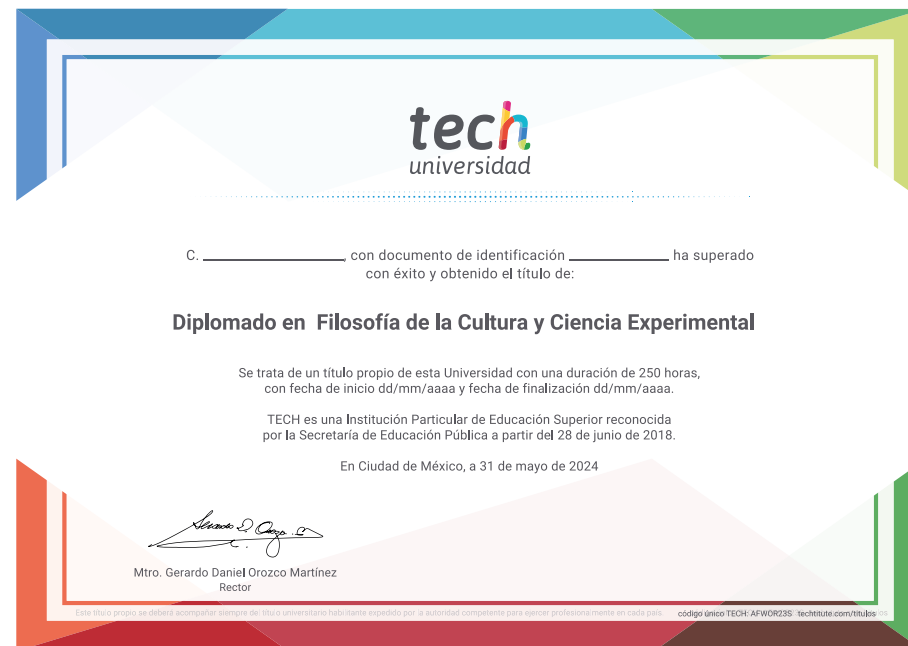 tech
universidad
C. ____________________, con documento de identificación ______________ ha superado
con éxito y obtenido el título de:
Diplomado en Filosofía de la Cultura y Ciencia Experimental
Se trata de un título propio de esta Universidad con una duración de 250 horas,
con fecha de inicio dd/mm/aaaa y fecha de finalización dd/mm/aaaa.
TECH es una Institución Particular de Educación Superior reconocida
por la Secretaría de Educación Pública a partir del 28 de junio de 2018.
En Ciudad de México, a 31 de mayo de 2024
Mtro. Gerardo Daniel Orozco Martínez
Rector
Este título propio se deberá acompañar siempre del título universitario habilitante expedido por la autoridad competente para ejercer profesionalmente en cada país. código único TECH: AFWOR23S techtitute.com/titulos